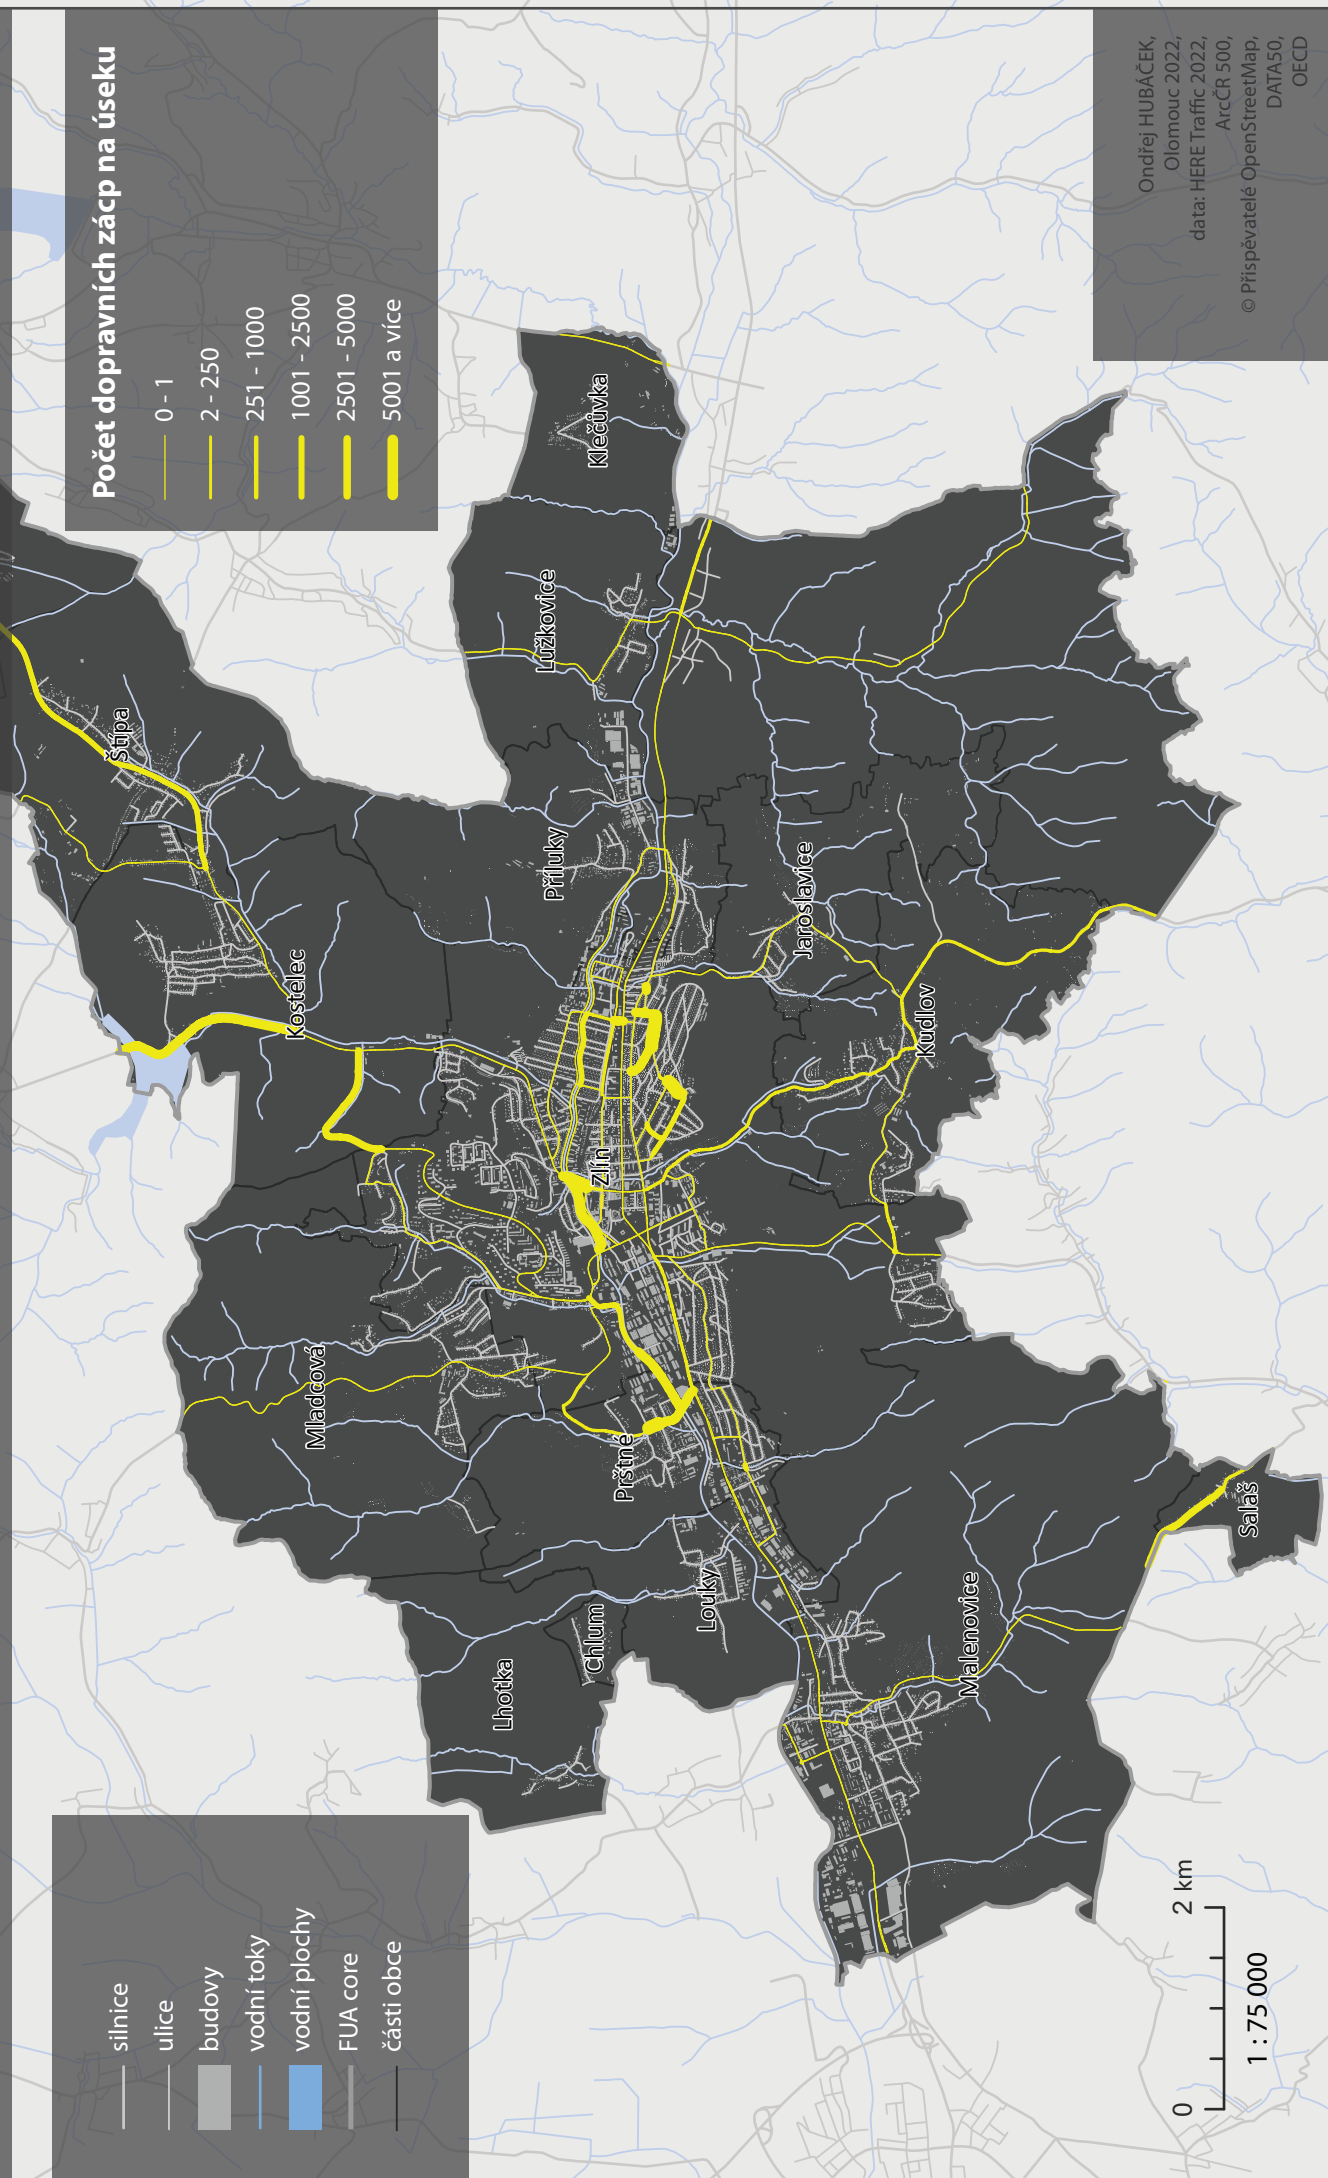 Počet dopravních zácp na úseku
0 - 1
2 - 250
251 - 1000
1001 - 2500
2501 - 5000
5001 a více
silnice
ulice
budovy
vodní toky
vodní plochy
FUA core
části obce
Štípa
Kostelec
Klečůvka
Lužkovice
Příluky
Jaroslavice
Kudlov
Zlín
Mladcová
Prštné
Louky
Chlum
Lhotka
Malenovice
Salaš
0 2 km
1 : 75 000
Ondřej HUBÁČEK,
Olomouc 2022,
data: HERE Traffic 2022,
ArcČR 500,
© Přispěvatelé OpenStreetMap,
DATA50,
OECD